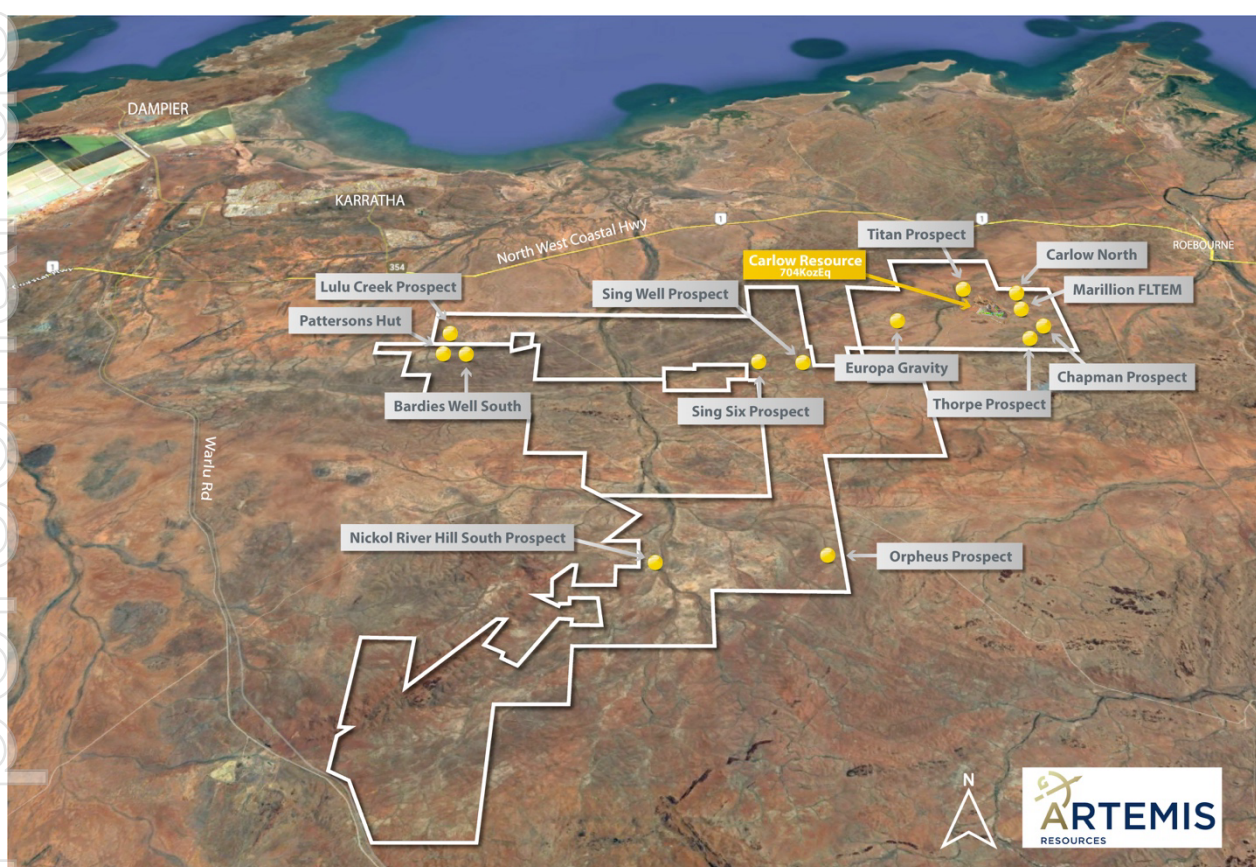 DAMPIER
KARRATHA
North West Coastal Hwy
1
1
1
354
ROEBOURNE
Titan Prospect
Carlow Resource
704KozEq
Carlow North
Marillion FLTEM
Lulu Creek Prospect
Sing Well Prospect
Pattersons Hut
Europa Gravity
Chapman Prospect
Bardies Well South
Sing Six Prospect
Thorpe Prospect
Warlu Rd
Nickol River Hill South Prospect
Orpheus Prospect
N
ARTEMIS
RESOURCES